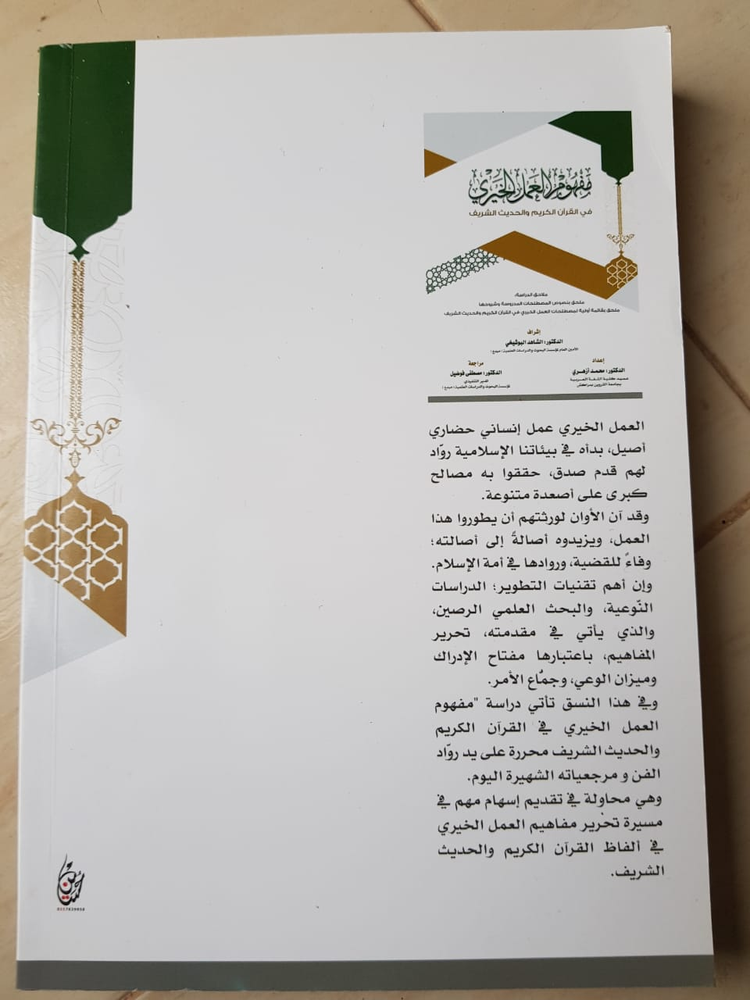 مفهوم العمل الخيري
في القرآن الكريم والحديث الشريف
ملاحق الدراسة:
ملحق بنصوص المصطلحات المدروسة وشروحها
ملحق بقائمة أولية لمصطلحات العمل الخيري في القرآن الكريم والحديث الشريف
إشراف
الدكتور: الشاهد البوشيخي
الأمين العام لمؤسسة البحوث والدراسات العلمية (مبدع)
إعداد
الدكتور: محمد أزهري
عميد كلية اللغة العربية
بجامعة القرويين بمراكش
مراجعة
الدكتور: مصطفى فوضيل
المدير التنفيذي
لمؤسسة البحوث والدراسات العلمية (مبدع)
العمل الخيري عمل إنساني حضاري
أصيل، بدأه في بيئاتنا الإسلامية روّاد
لهم قدم صدق، حققوا به مصالح
كبرى على أصعدة متنوعة.
وقد آن الأوان لورثتهم أن يطوروا هذا
العمل، ويزيدوه أصالةً إلى أصالته؛
وفاءً للقضية، وروادها في أمة الإسلام.
وإن أهم تقنيات التطوير؛ الدراسات
النّوعية، والبحث العلمي الرصين،
والذي يأتي في مقدمته، تحرير
المفاهيم، باعتبارها مفتاح الإدراك
وميزان الوعي، وجمُّاع الأمر.
وفي هذا النسق تأتي دراسة "مفهوم
العمل الخيري في القرآن الكريم
والحديث الشريف محررة على يد روّاد
الفن و مرجعياته الشهيرة اليوم.
وهي محاولة في تقديم إسهام مهم في
مسيرة تحرير مفاهيم العمل الخيري
في ألفاظ القرآن الكريم والحديث
الشريف.